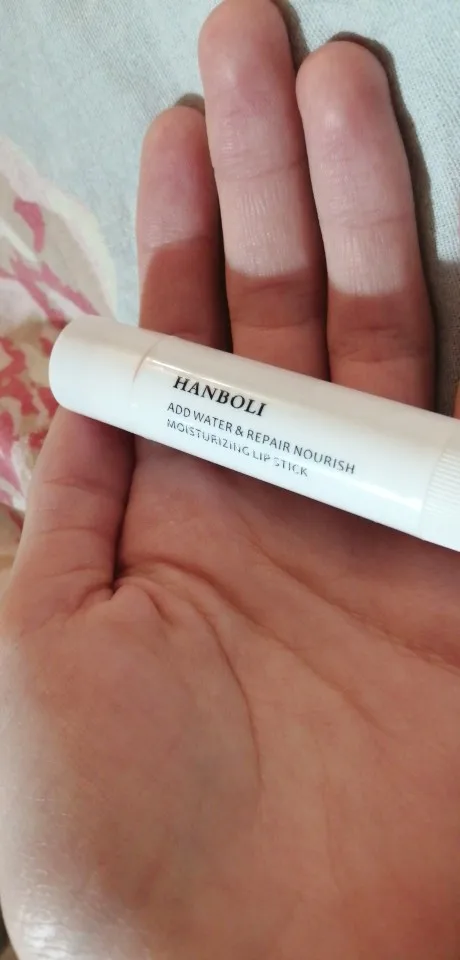 HANBOLI
ADD WATER & REPAIR NOURISH
MOISTURIZING LIP STICK